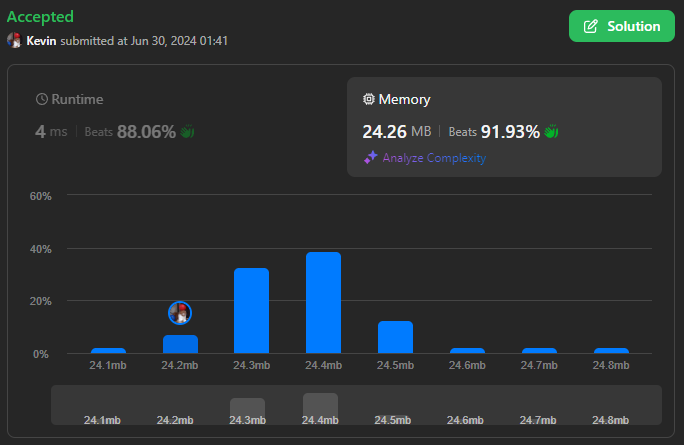 Accepted
Kevin submitted at Jun 30, 2024 01:41
Solution
Runtime
4 ms Beats 88.06%
Memory
24.26 MB Beats 91.93%
Analyze Complexity
60%
40%
20%
0%
24.1mb 24.2mb 24.3mb 24.4mb 24.5mb 24.6mb 24.7mb 24.8mb
24.1mb 24.2mb 24.3mb 24.4mb 24.5mb 24.6mb 24.7mb 24.8mb